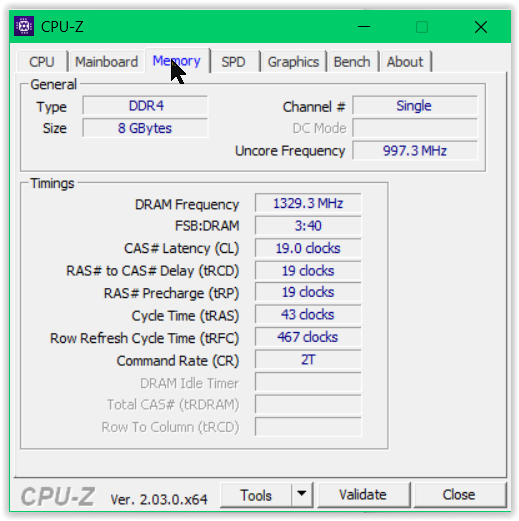 CPU-Z
CPU Mainboard Memory SPD Graphics Bench About
General
Type DDR4 Channel # Single
Size 8 GBytes DC Mode
Uncore Frequency 997.3 MHz
Timings
DRAM Frequency 1329.3 MHz
FSB:DRAM 3:40
CAS# Latency (CL) 19.0 clocks
RAS# to CAS# Delay (tRCD) 19 clocks
RAS# Precharge (tRP) 19 clocks
Cycle Time (tRAS) 43 clocks
Row Refresh Cycle Time (tRFC) 467 clocks
Command Rate (CR) 2T
DRAM Idle Timer
Total CAS# (tRDRAM)
Row To Column (tRCD)
CPU-Z Ver. 2.03.0.x64 Tools Validate Close